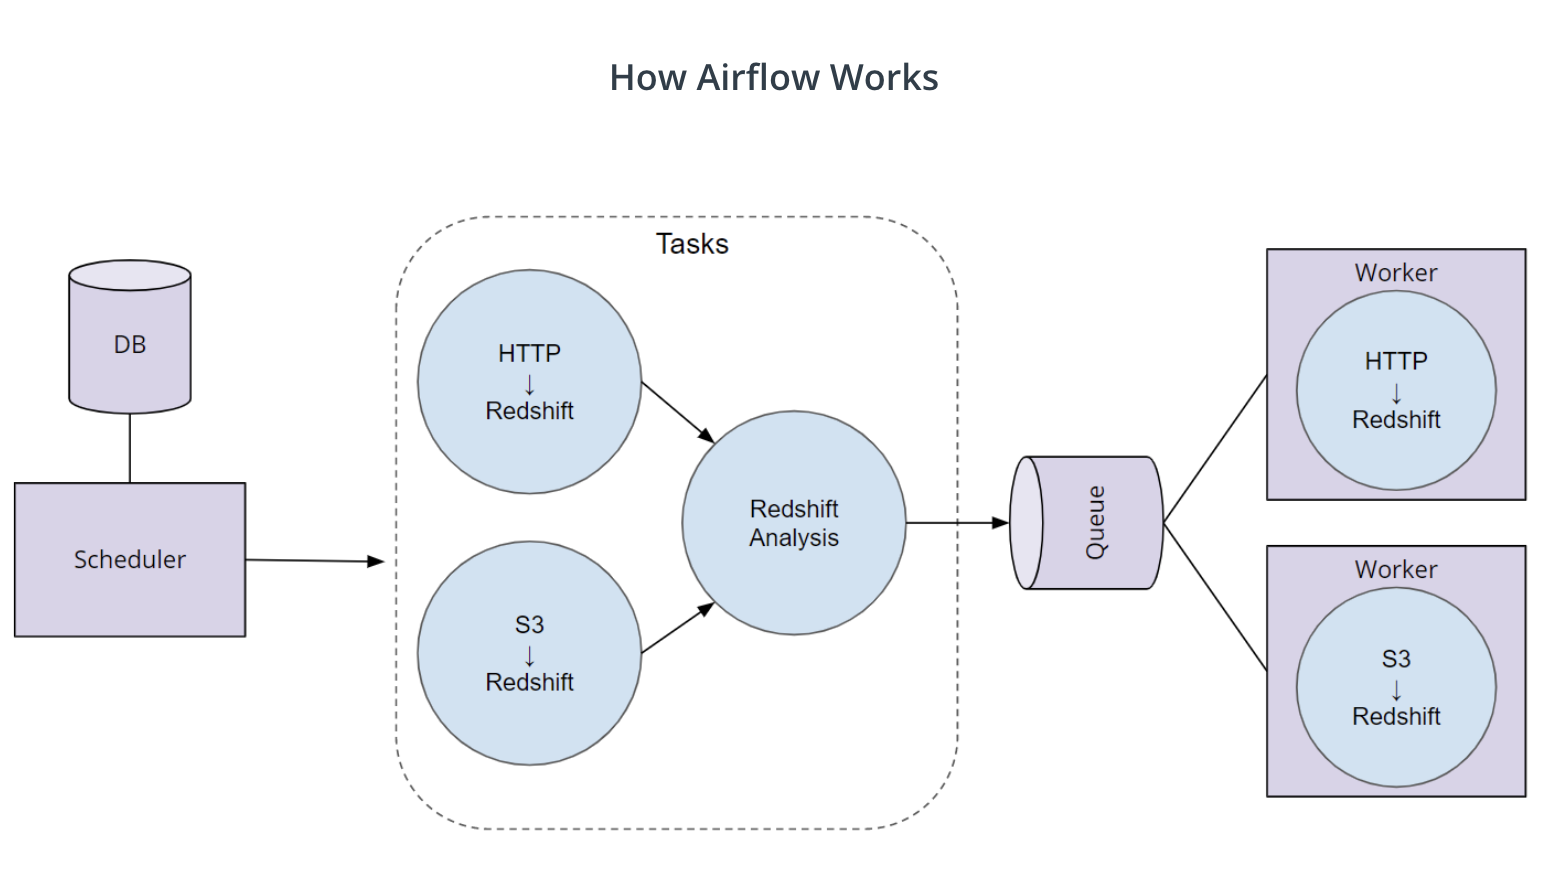 How Airflow Works
DB
Scheduler
Tasks
HTTP
↓
Redshift
S3
↓
Redshift
Redshift
Analysis
Queue
Worker
HTTP
↓
Redshift
Worker
S3
↓
Redshift